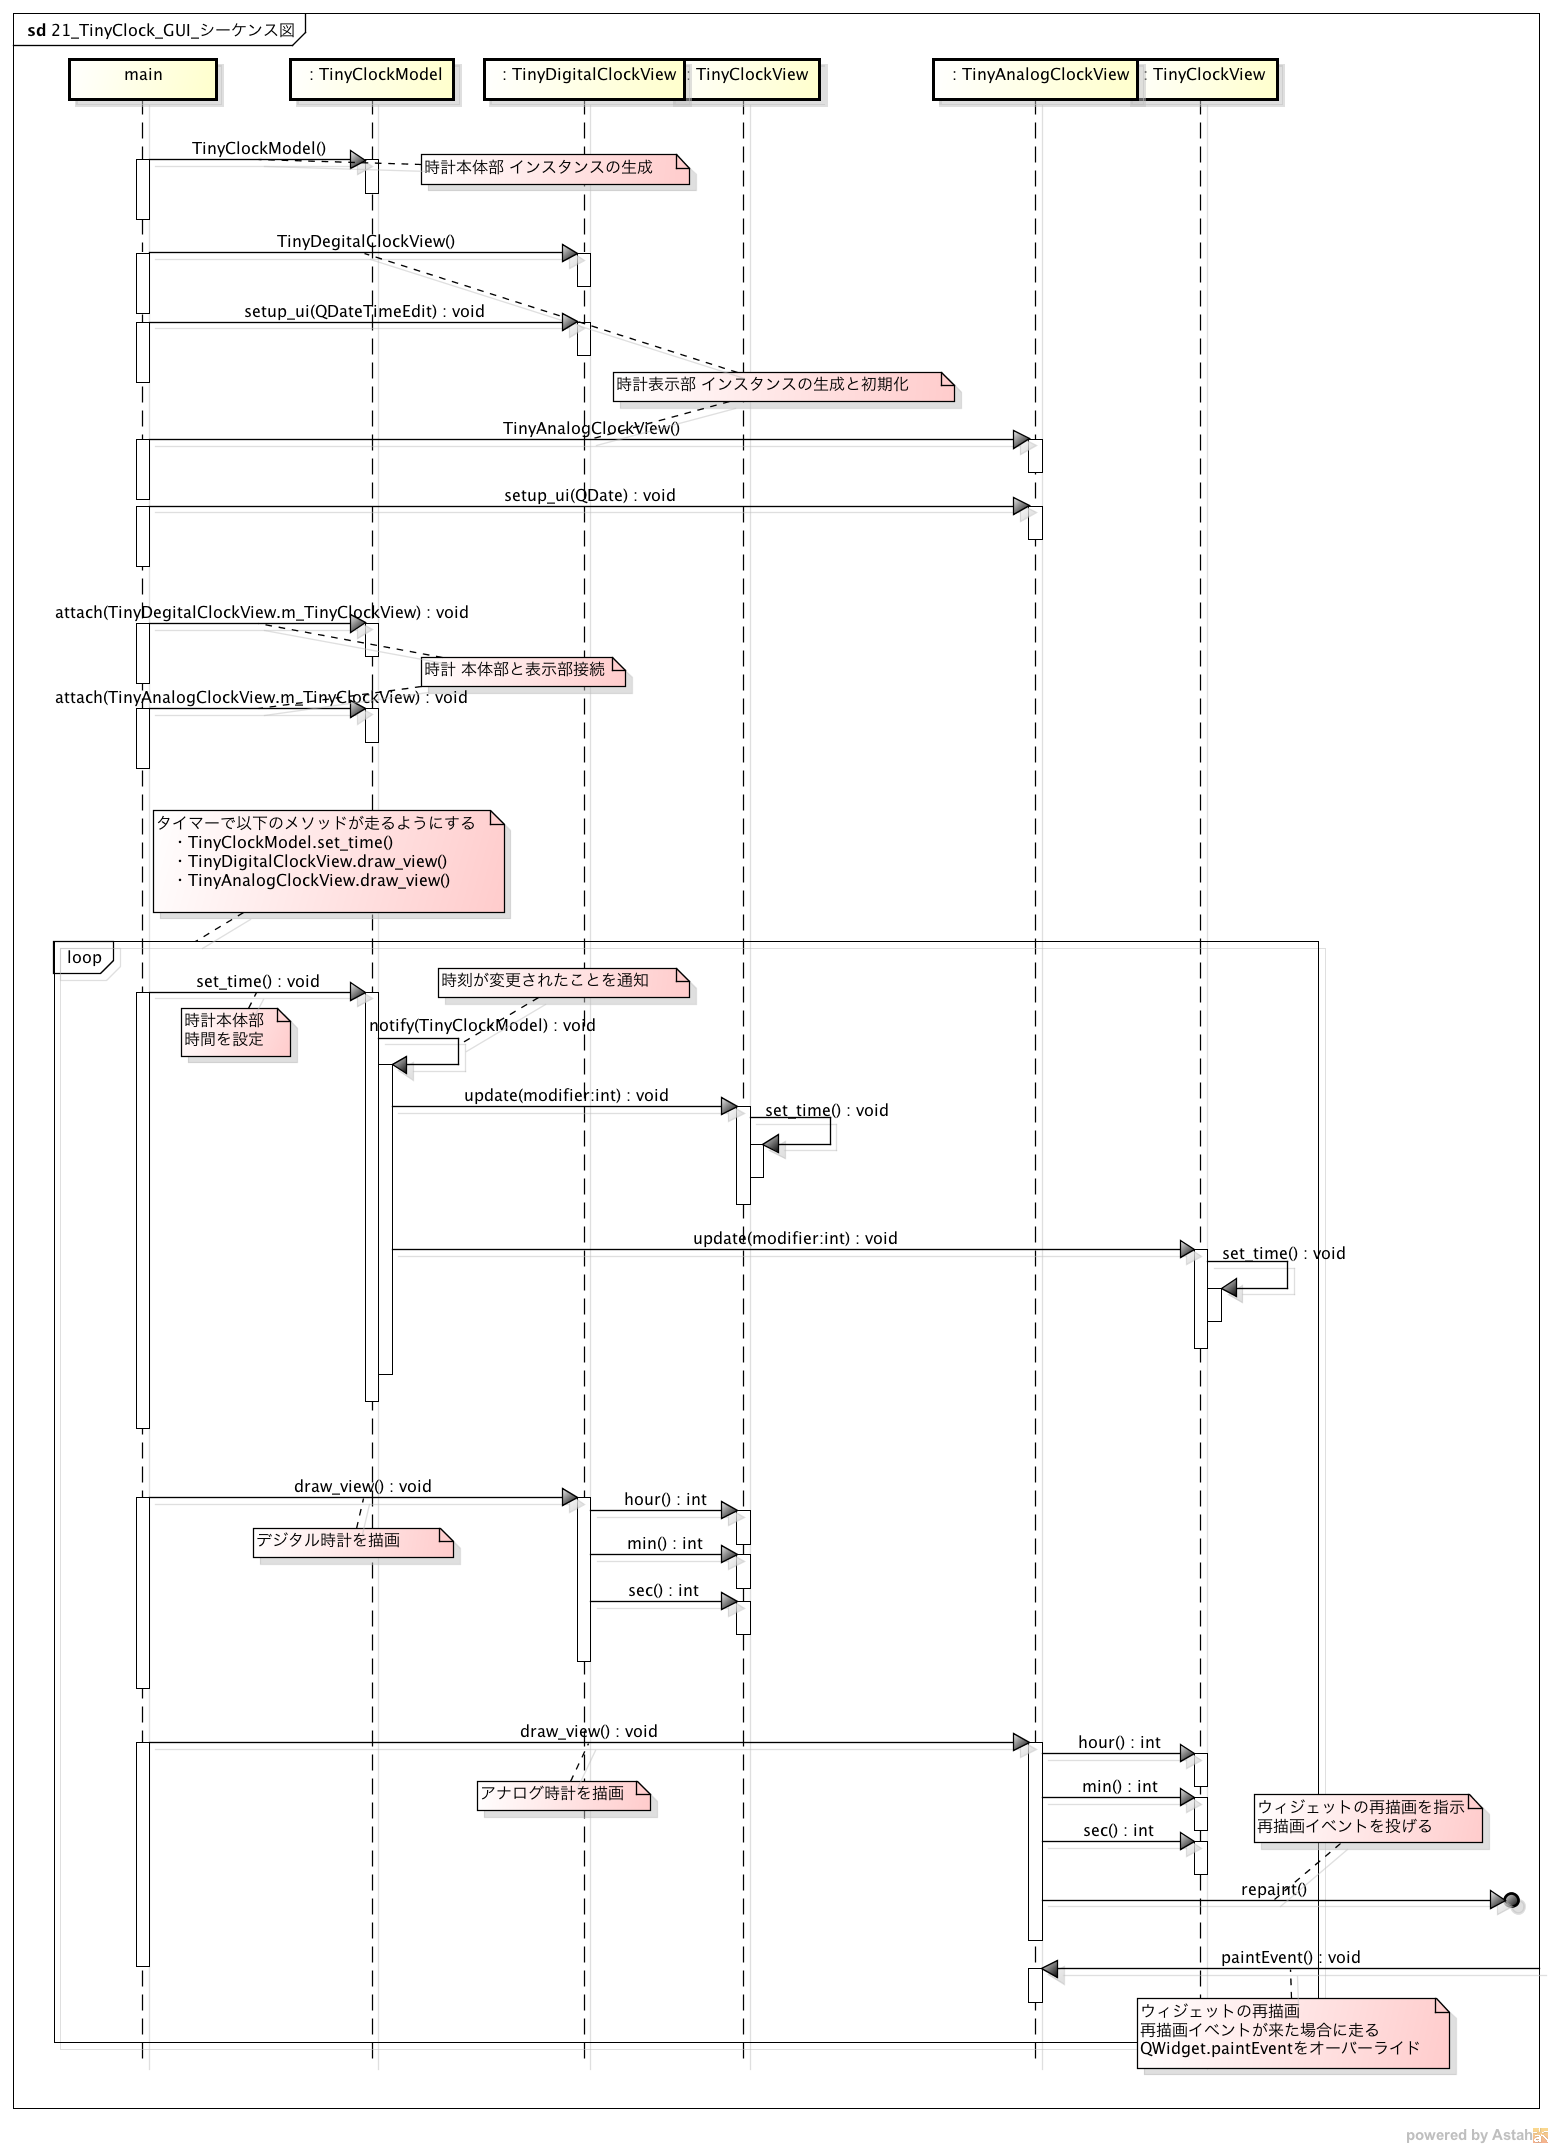 sd 21_TinyClock_GUI_シーケンス図
main
: TinyClockModel
: TinyDigitalClockView
: TinyClockView
: TinyAnalogClockView
: TinyClockView
TinyClockModel()
時計本体部 インスタンスの生成
TinyDegitalClockView()
setup_ui(QDateTimeEdit) : void
時計表示部 インスタンスの生成と初期化
TinyAnalogClockView()
setup_ui(QDate) : void
attach(TinyDegitalClockView.m_TinyClockView) : void
時計 本体部と表示部接続
attach(TinyAnalogClockView.m_TinyClockView) : void
タイマーで以下のメソッドが走るようにする
・TinyClockModel.set_time()
・TinyDigitalClockView.draw_view()
・TinyAnalogClockView.draw_view()
loop
set_time() : void
時刻が変更されたことを通知
時計本体部
時間を設定
notify(TinyClockModel) : void
update(modifier:int) : void
set_time() : void
update(modifier:int) : void
set_time() : void
draw_view() : void
hour() : int
デジタル時計を描画
min() : int
sec() : int
draw_view() : void
hour() : int
アナログ時計を描画
min() : int
ウィジェットの再描画を指示
再描画イベントを投げる
sec() : int
repaint()
paintEvent() : void
ウィジェットの再描画
再描画イベントが来た場合に走る
QWidget.paintEventをオーバーライド
powered by Astah